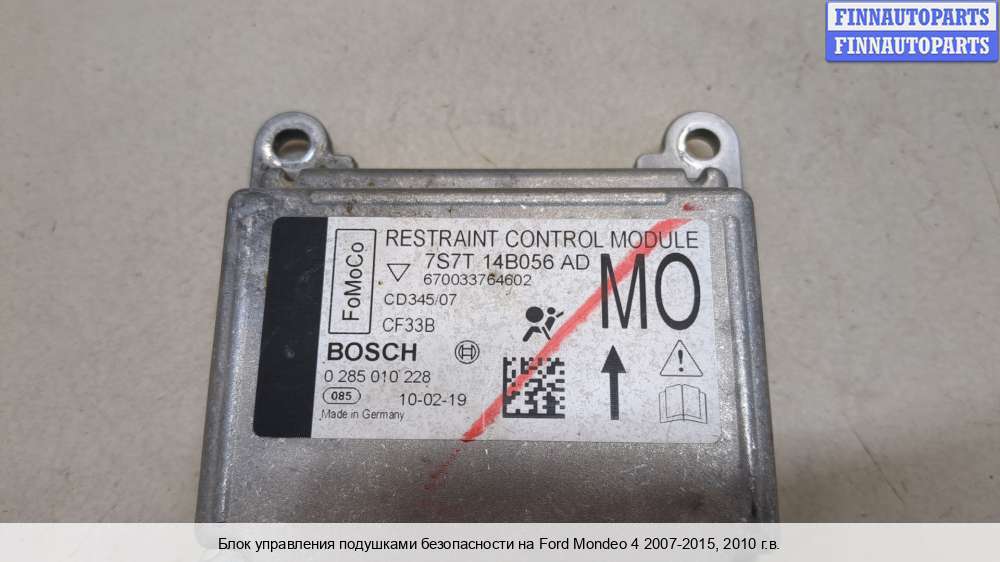 FINNAUTOPARTS
FINNAUTOPARTS
FoMoCo
RESTRAINT CONTROL MODULE
7S7T 14B056 AD
670033764602
CD345/07
CF33B
MO
BOSCH
0 285 010 228
085 10-02-19
Made in Germany
Блок управления подушками безопасности на Ford Mondeo 4 2007-2015, 2010 г.в.